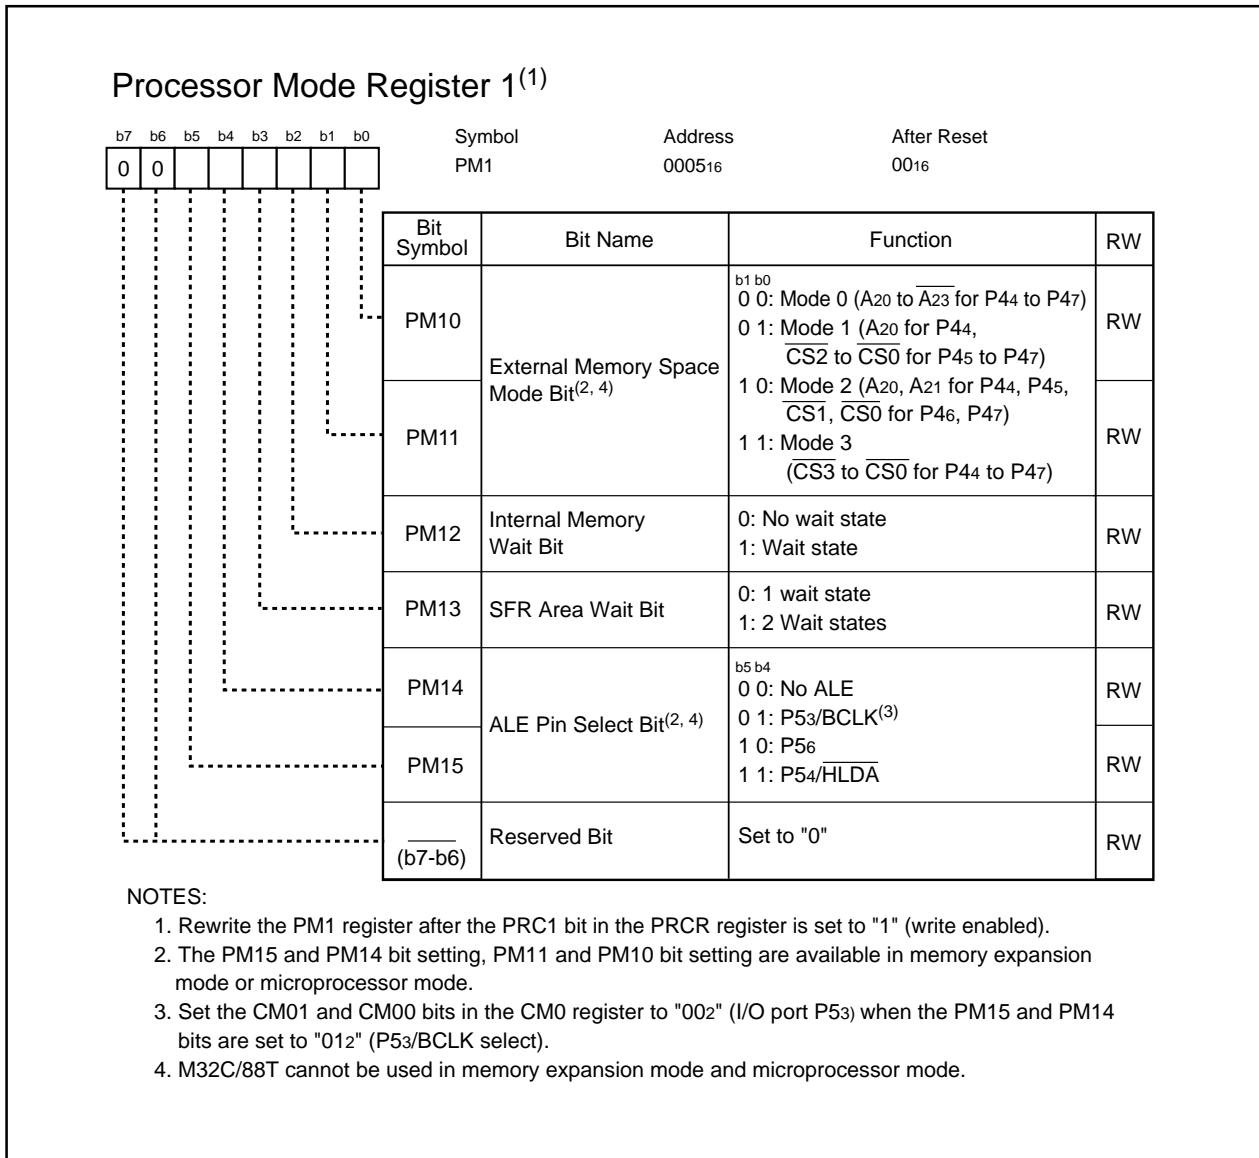 Processor Mode Register 1(1)
b7 b6 b5 b4 b3 b2 b1 b0
Symbol Address After Reset
0 0
PM1 000516 0016
Bit Symbol Bit Name Function RW
PM10
PM11
External Memory Space
Mode Bit(2, 4)
b1 b0
0 0: Mode 0 (A20 to A23 for P44 to P47)
0 1: Mode 1 (A20 for P44,
CS2 to CS0 for P45 to P47)
1 0: Mode 2 (A20, A21 for P44, P45,
CS1, CS0 for P46, P47)
1 1: Mode 3
(CS3 to CS0 for P44 to P47)
RW
RW
PM12
Internal Memory
Wait Bit
0: No wait state
1: Wait state
RW
PM13
SFR Area Wait Bit
0: 1 wait state
1: 2 Wait states
RW
PM14
PM15
ALE Pin Select Bit(2, 4)
b5 b4
0 0: No ALE
0 1: P53/BCLK(3)
1 0: P56
1 1: P54/HLDA
RW
RW
(b7-b6)
Reserved Bit
Set to "0"
RW
NOTES:
1. Rewrite the PM1 register after the PRC1 bit in the PRCR register is set to "1" (write enabled).
2. The PM15 and PM14 bit setting, PM11 and PM10 bit setting are available in memory expansion
mode or microprocessor mode.
3. Set the CM01 and CM00 bits in the CM0 register to "002" (I/O port P53) when the PM15 and PM14
bits are set to "012" (P53/BCLK select).
4. M32C/88T cannot be used in memory expansion mode and microprocessor mode.